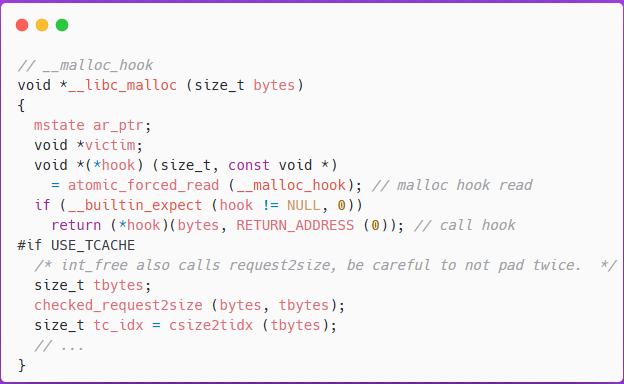 // __malloc_hook
void *__libc_malloc (size_t bytes)
{
  mstate ar_ptr;
  void *victim;
  void *(*hook) (size_t, const void *)
    = atomic_forced_read (__malloc_hook); // malloc hook read
  if (__builtin_expect (hook != NULL, 0))
    return (*hook)(bytes, RETURN_ADDRESS (0)); // call hook
#if USE_TCACHE
  /* int_free also calls request2size, be careful to not pad twice.  */
  size_t tbytes;
  checked_request2size (bytes, tbytes);
  size_t tc_idx = csize2tidx (tbytes);
  // ...
}